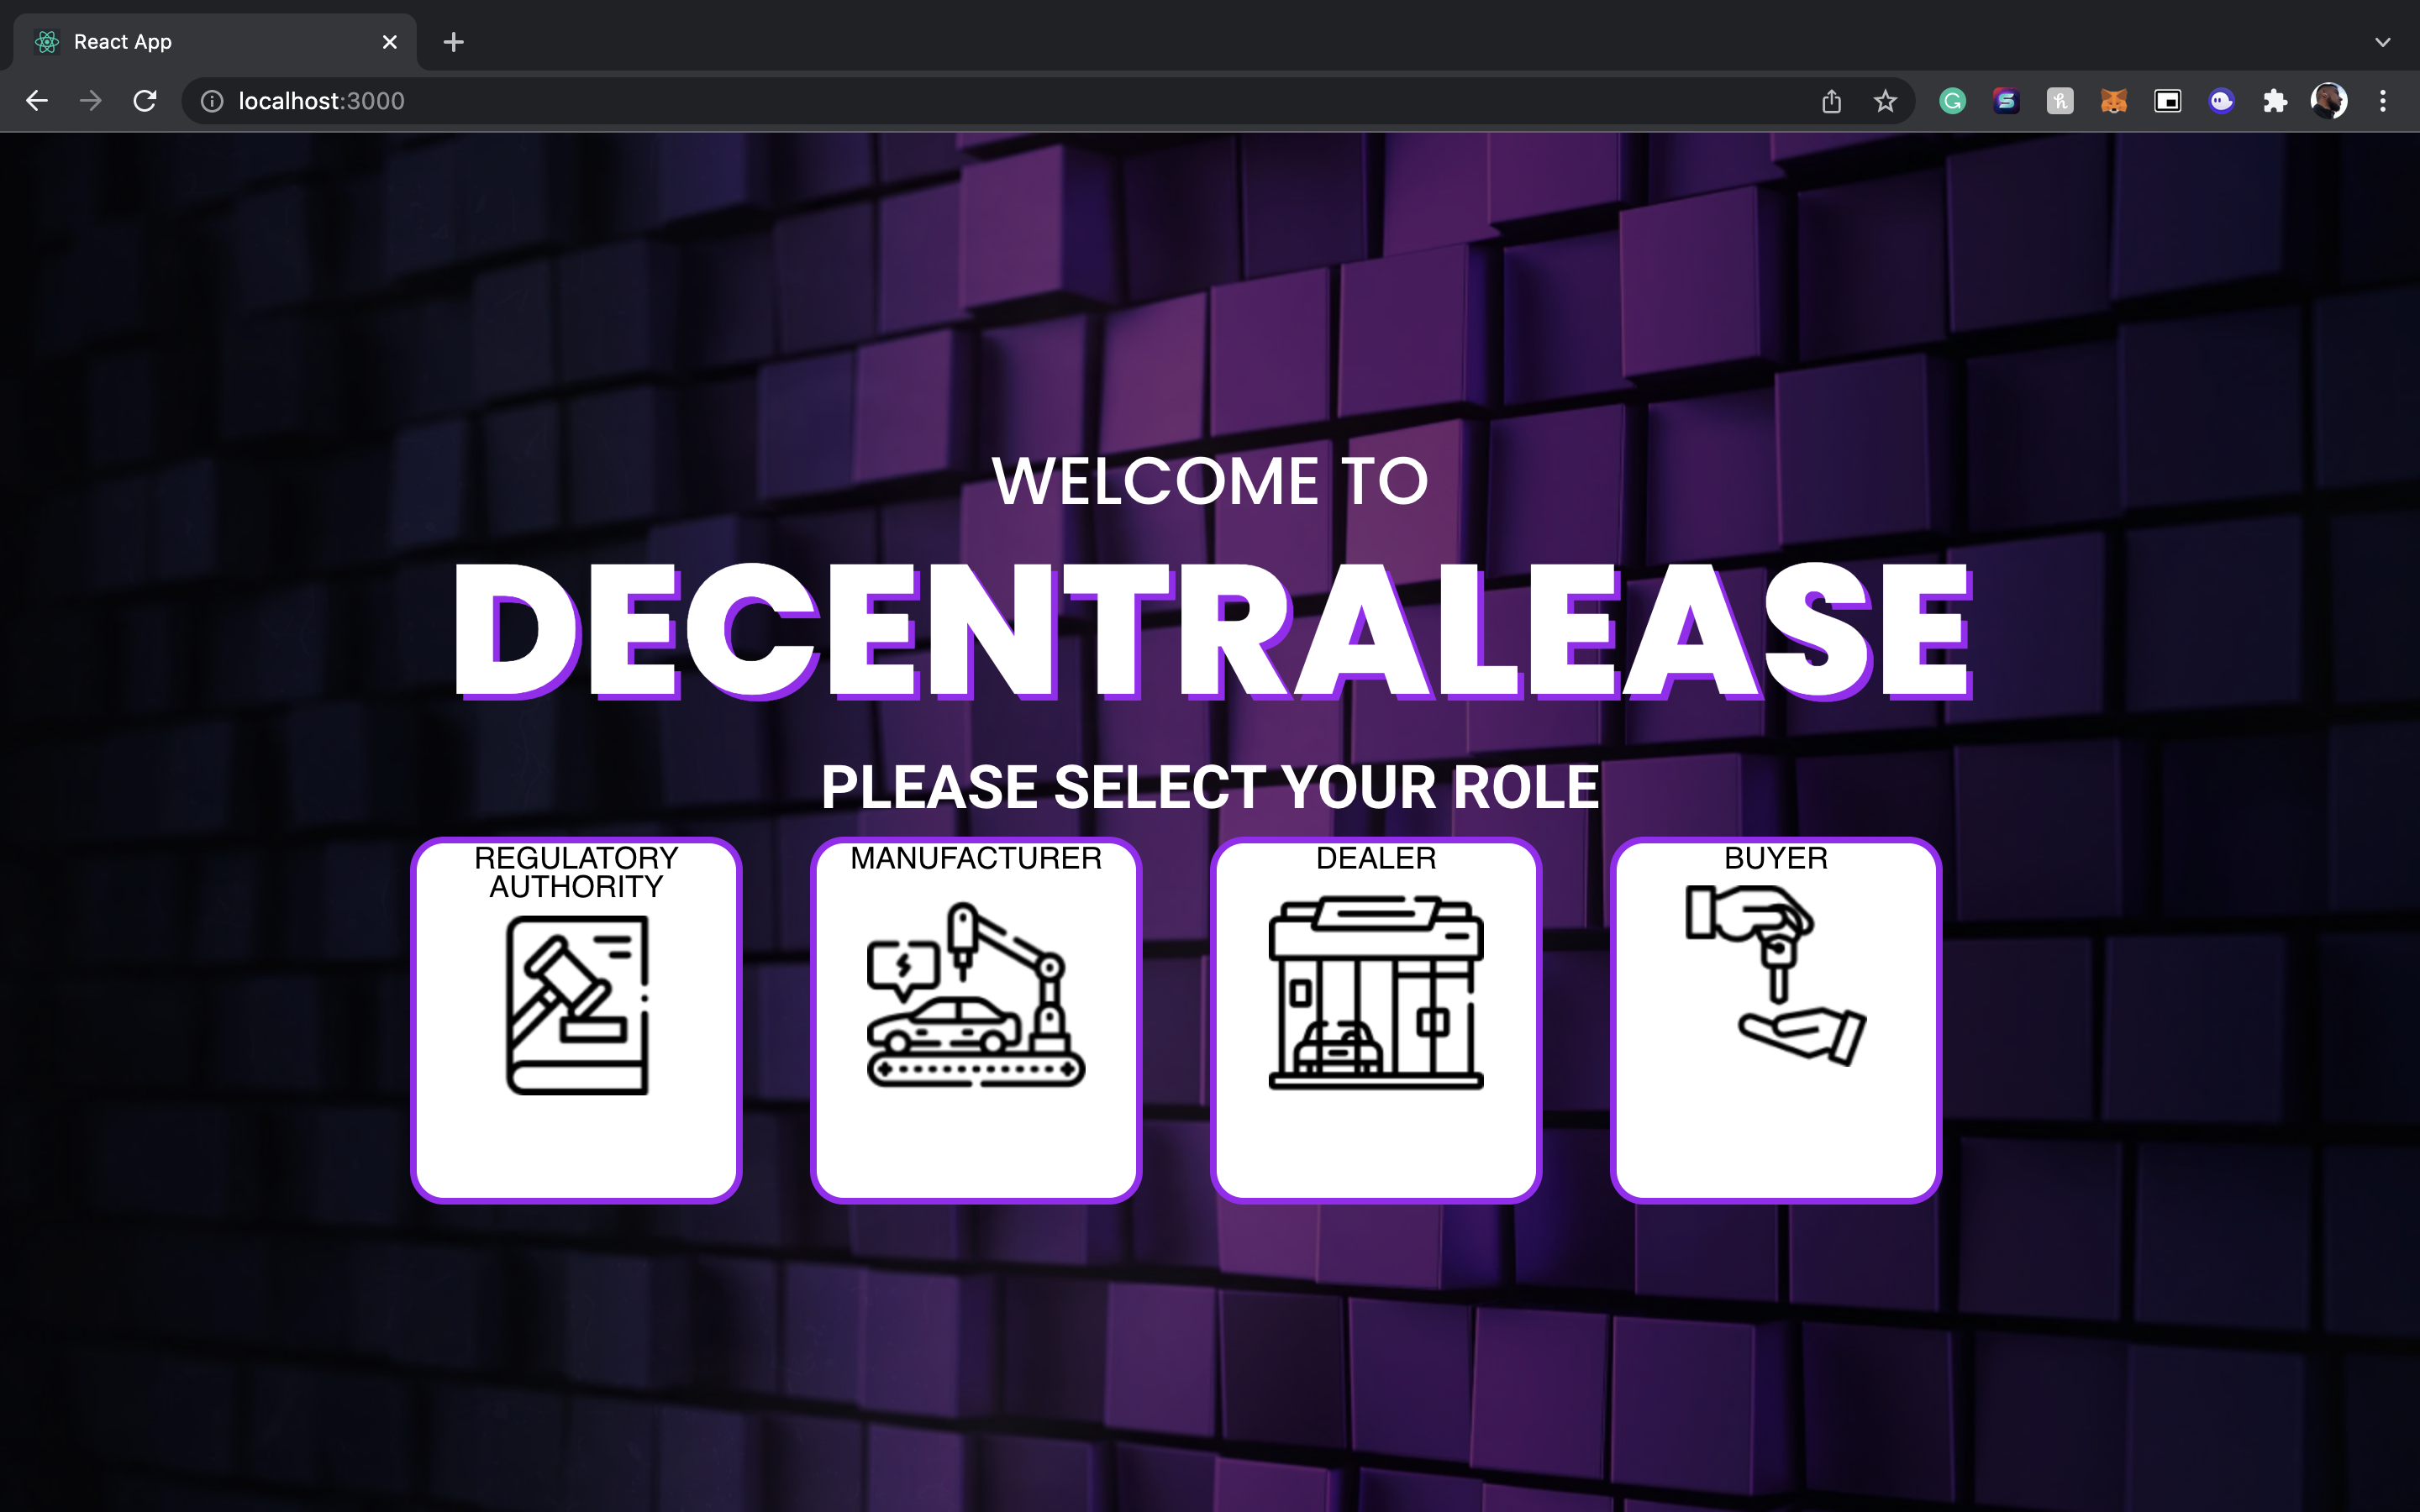 React App
localhost:3000
WELCOME TO
DECENTRALEASE
PLEASE SELECT YOUR ROLE
REGULATORY
AUTHORITY
MANUFACTURER
DEALER
BUYER